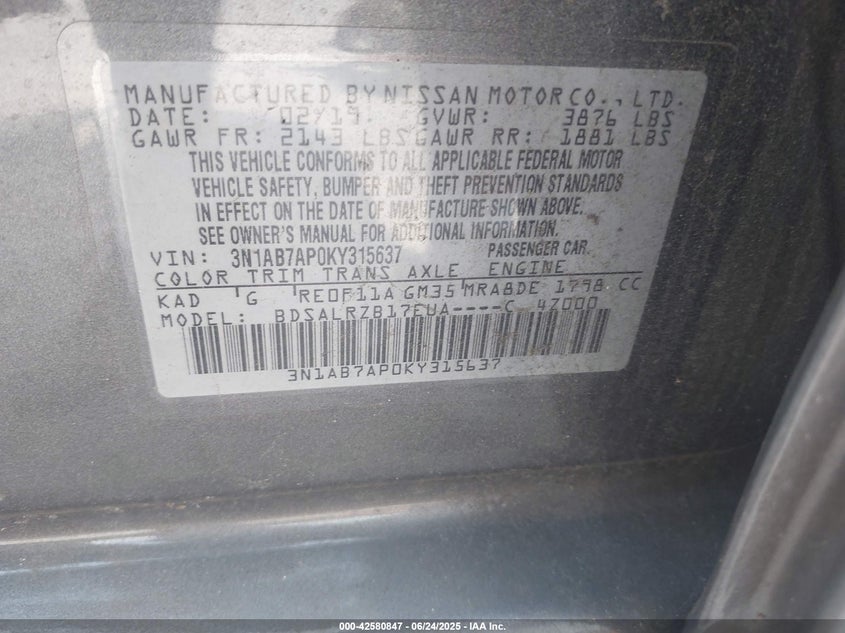 MANUFACTURED BY NISSAN MOTOR CO., LTD.
DATE: 02/19 GVWR: 3876 LBS
GAWR FR: 2143 LBS GAWR RR: 1881 LBS
THIS VEHICLE CONFORMS TO ALL APPLICABLE FEDERAL MOTOR
VEHICLE SAFETY, BUMPER AND THEFT PREVENTION STANDARDS
IN EFFECT ON THE DATE OF MANUFACTURE SHOWN ABOVE.
SEE OWNER'S MANUAL FOR ADDITIONAL INFORMATION.
VIN: 3N1AB7AP0KY315637 PASSENGER CAR
COLOR TRIM TRANS AXLE ENGINE
KAD G RE0F11A GM35 MRA8DE 1798 CC
MODEL: BDSALRZB17EUA----C 4Z000
3N1AB7AP0KY315637
000-42580847 - 06/24/2025 - IAA Inc.